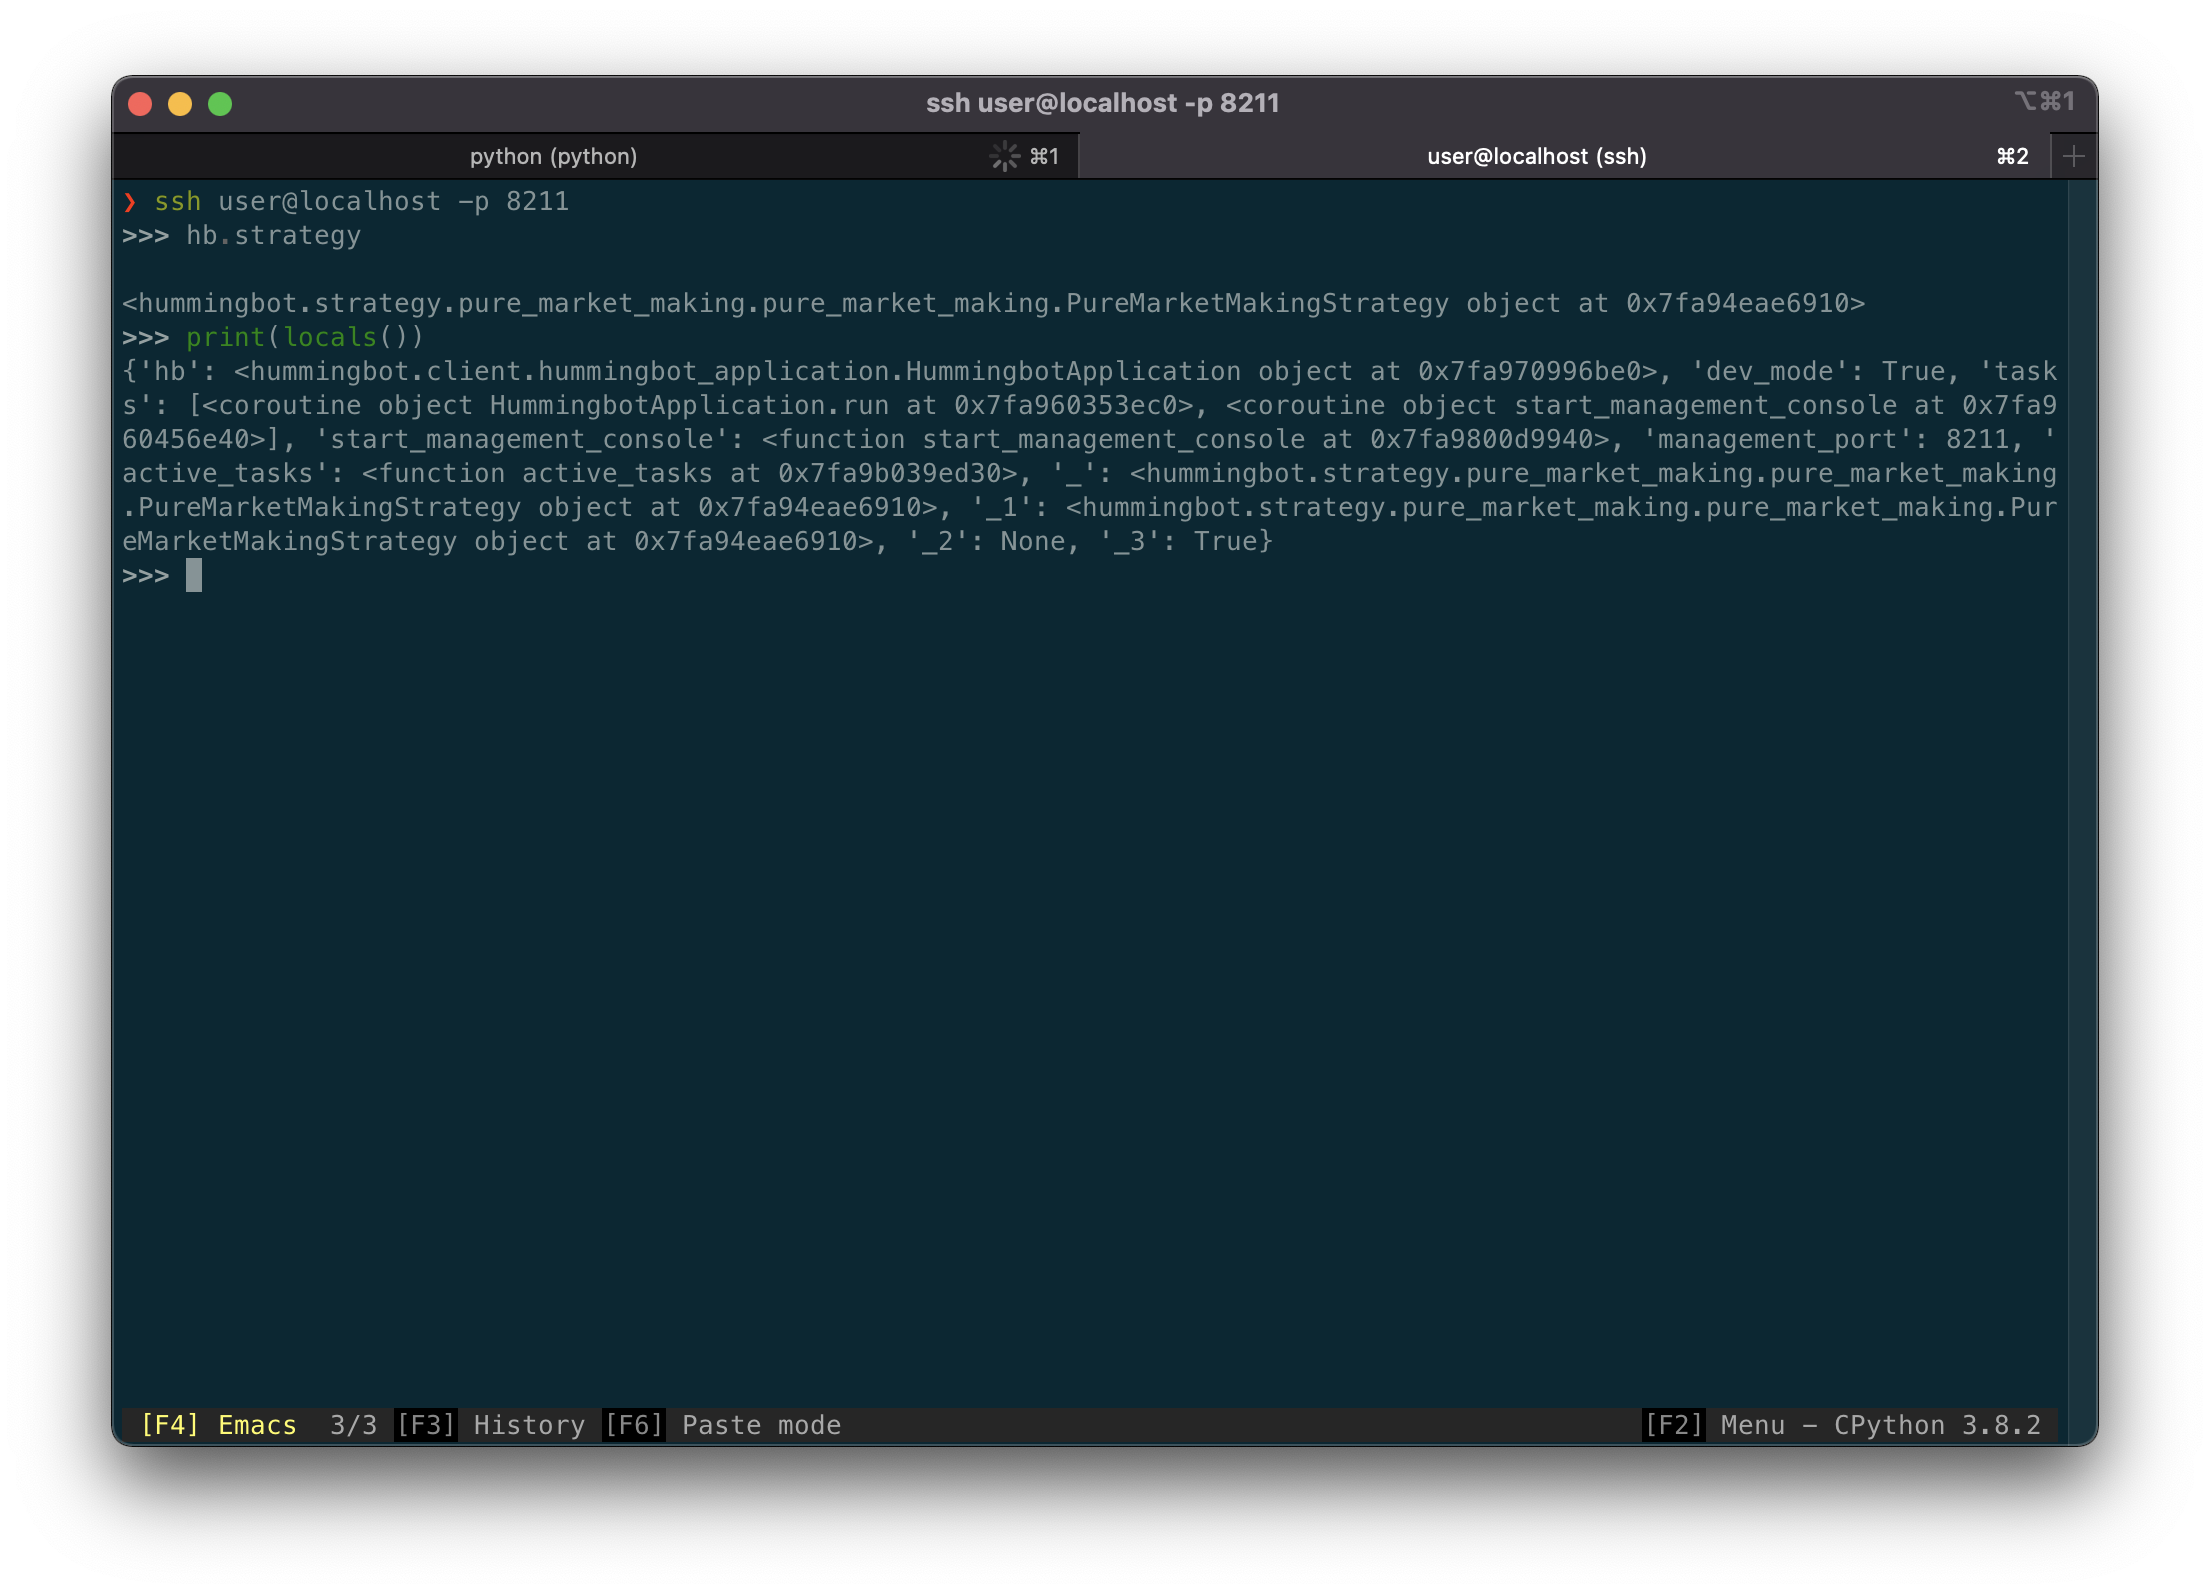 ssh user@localhost -p 8211
⌥⌘1
python (python) ⌘1
user@localhost (ssh) ⌘2 +
❯ ssh user@localhost -p 8211
>>> hb.strategy
<hummingbot.strategy.pure_market_making.pure_market_making.PureMarketMakingStrategy object at 0x7fa94eae6910>
>>> print(locals())
{'hb': <hummingbot.client.hummingbot_application.HummingbotApplication object at 0x7fa970996be0>, 'dev_mode': True, 'task
s': [<coroutine object HummingbotApplication.run at 0x7fa960353ec0>, <coroutine object start_management_console at 0x7fa9
60456e40>], 'start_management_console': <function start_management_console at 0x7fa9800d9940>, 'management_port': 8211, '
active_tasks': <function active_tasks at 0x7fa9b039ed30>, '_': <hummingbot.strategy.pure_market_making.pure_market_making
.PureMarketMakingStrategy object at 0x7fa94eae6910>, '_1': <hummingbot.strategy.pure_market_making.pure_market_making.Pur
eMarketMakingStrategy object at 0x7fa94eae6910>, '_2': None, '_3': True}
>>>
[F4] Emacs 3/3 [F3] History [F6] Paste mode [F2] Menu - CPython 3.8.2